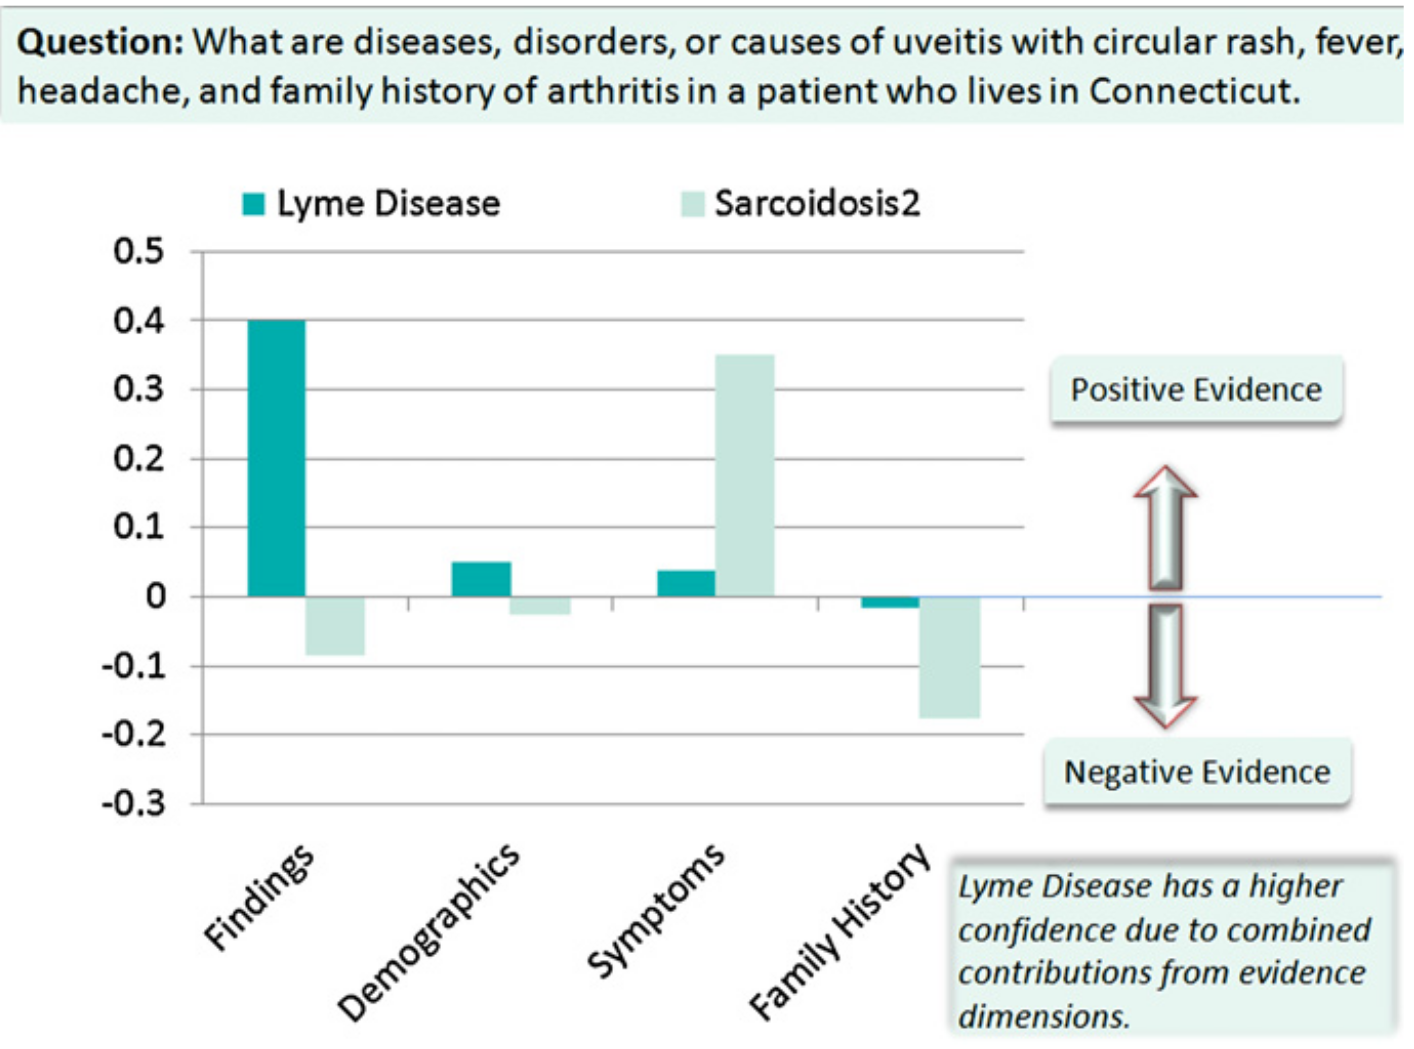 Question: What are diseases, disorders, or causes of uveitis with circular rash, fever,
headache, and family history of arthritis in a patient who lives in Connecticut.
Lyme Disease
Sarcoidosis2
0.5
0.4
0.3
0.2
0.1
0
-0.1
-0.2
-0.3
Findings
Demographics
Symptoms
Family History
Positive Evidence
Negative Evidence
Lyme Disease has a higher
confidence due to combined
contributions from evidence
dimensions.